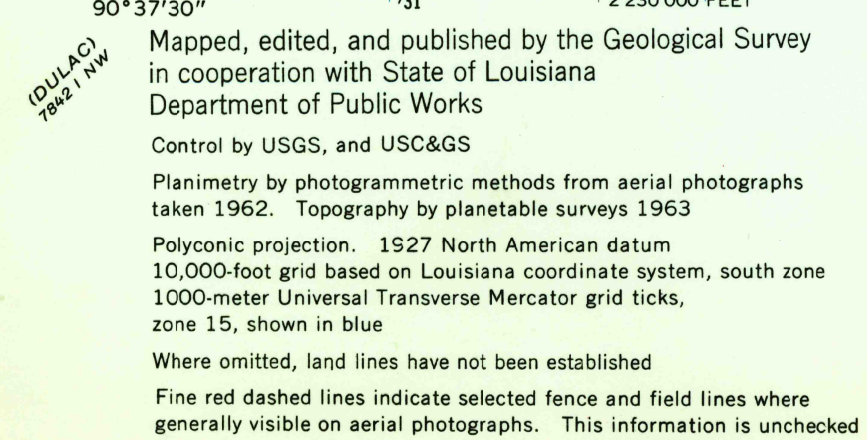 90°37'30"
'731
2 230 000 FEET
(DULAC)
7842 I NW
Mapped, edited, and published by the Geological Survey
in cooperation with State of Louisiana
Department of Public Works
Control by USGS, and USC&GS
Planimetry by photogrammetric methods from aerial photographs
taken 1962. Topography by planetable surveys 1963
Polyconic projection. 1927 North American datum
10,000-foot grid based on Louisiana coordinate system, south zone
1000-meter Universal Transverse Mercator grid ticks,
zone 15, shown in blue
Where omitted, land lines have not been established
Fine red dashed lines indicate selected fence and field lines where
generally visible on aerial photographs. This information is unchecked